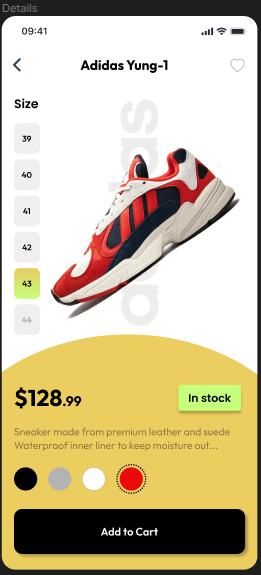 Details
09:41
Adidas Yung-1
Size
39
40
41
42
43
44
adidas
$128.99
In stock
Sneaker made from premium leather and suede
Waterproof inner liner to keep moisture out...
Add to Cart